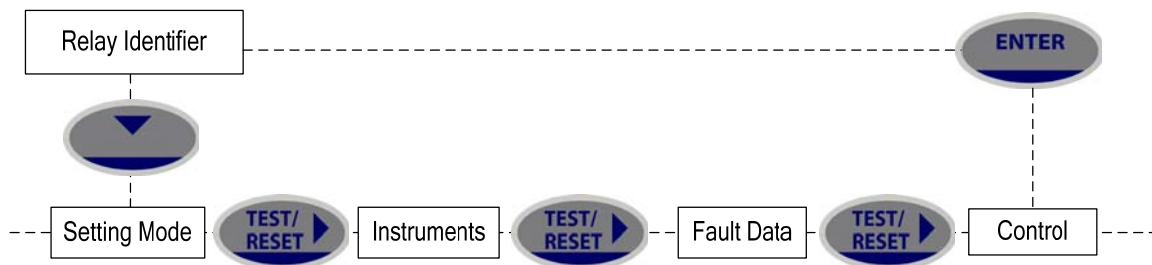 Relay Identifier
ENTER
Setting Mode
TEST/
RESET
Instruments
TEST/
RESET
Fault Data
TEST/
RESET
Control